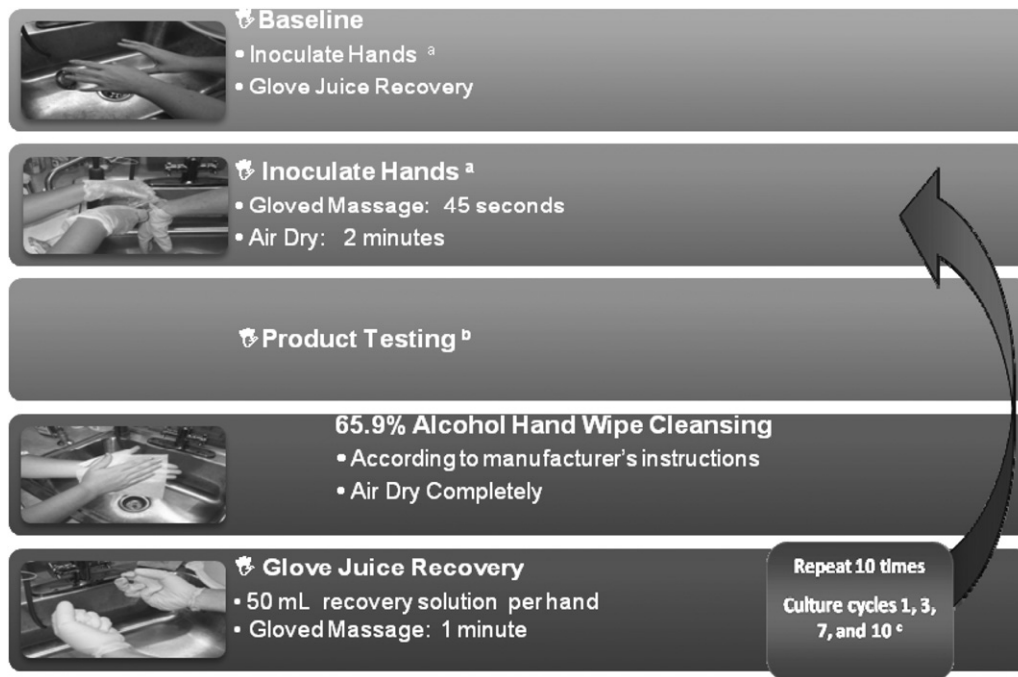 Baseline
• Inoculate Hands a
• Glove Juice Recovery
Inoculate Hands a
• Gloved Massage: 45 seconds
• Air Dry: 2 minutes
Product Testing b
65.9% Alcohol Hand Wipe Cleansing
• According to manufacturer's instructions
• Air Dry Completely
Glove Juice Recovery
• 50 mL recovery solution per hand
• Gloved Massage: 1 minute
Repeat 10 times
Culture cycles 1, 3,
7, and 10 c